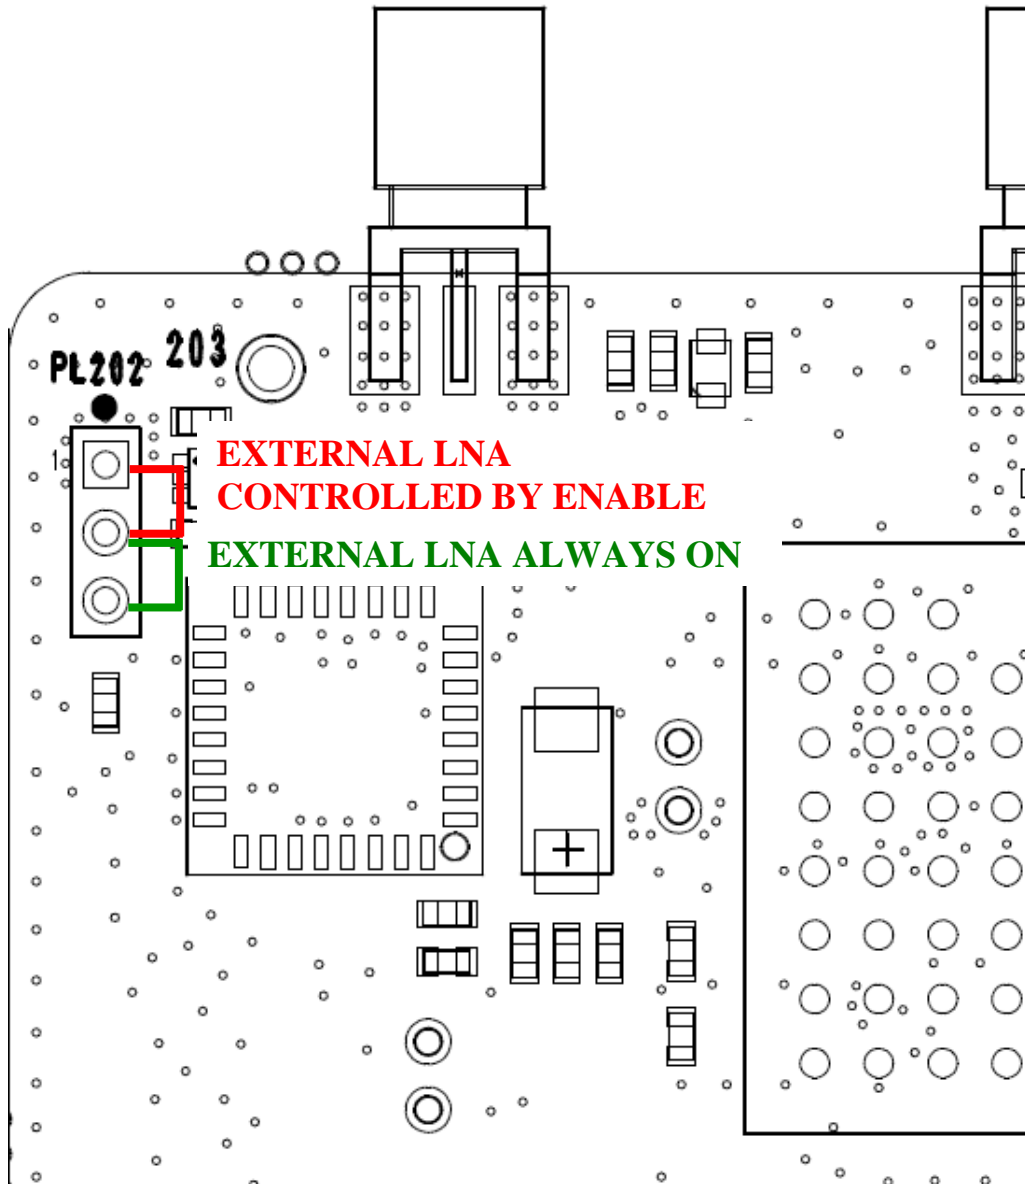 203
PL202
1
EXTERNAL LNA
CONTROLLED BY ENABLE
EXTERNAL LNA ALWAYS ON